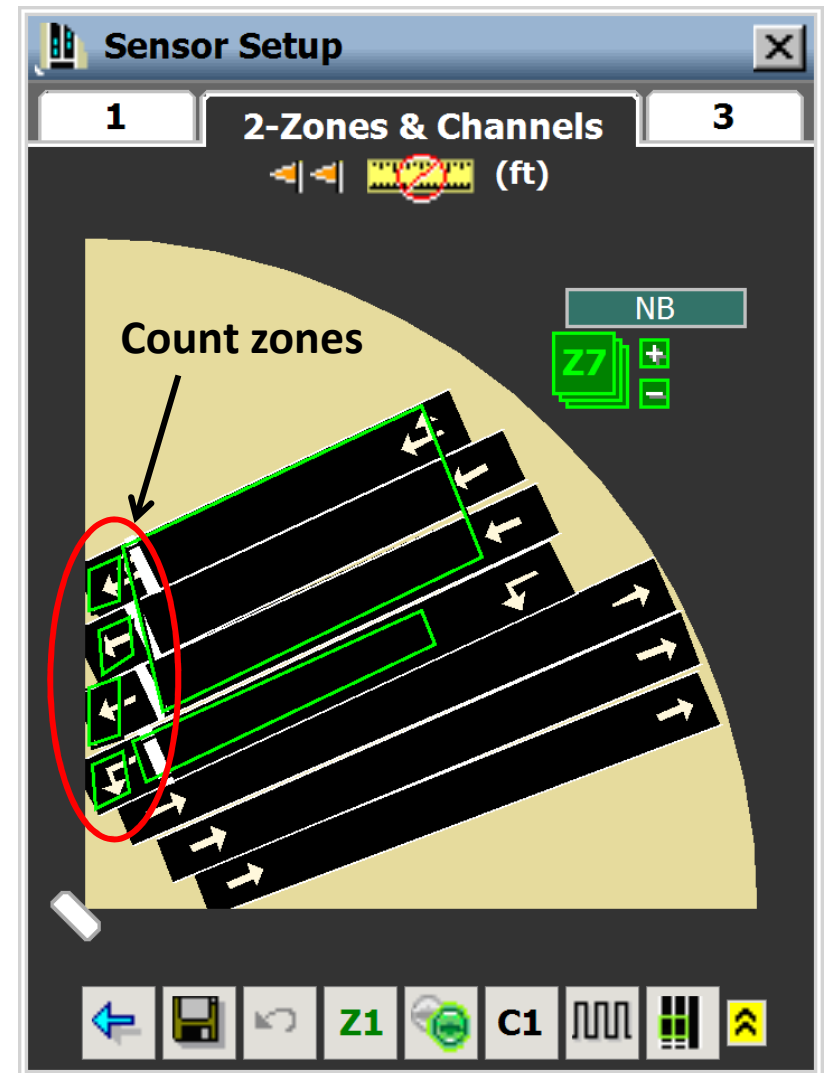 Sensor Setup
1
2-Zones & Channels
3
(ft)
NB
Count zones
Z7
Z1
C1